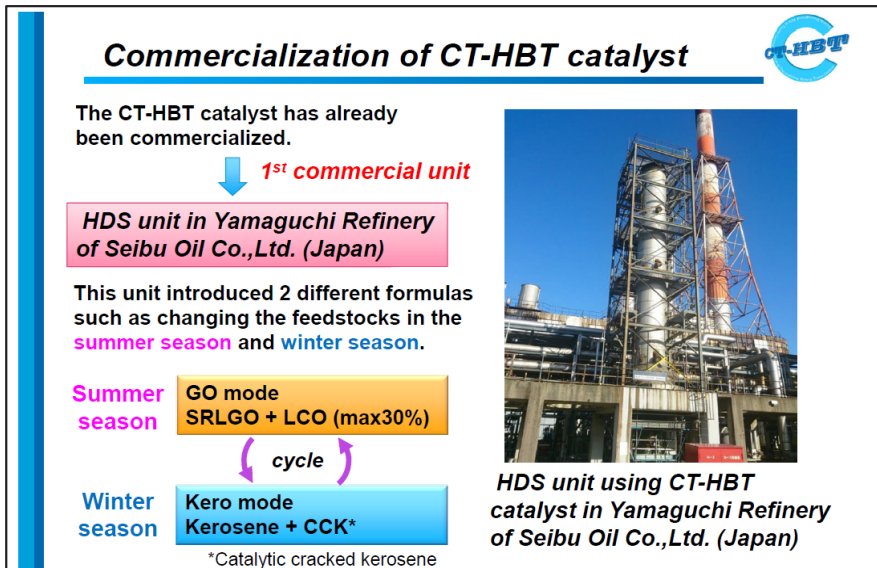 Commercialization of CT-HBT catalyst
CT-HBT
The CT-HBT catalyst has already
been commercialized.
1st commercial unit
HDS unit in Yamaguchi Refinery
of Seibu Oil Co.,Ltd. (Japan)
This unit introduced 2 different formulas
such as changing the feedstocks in the
summer season and winter season.
Summer
season
GO mode
SRLGO + LCO (max30%)
cycle
Winter
season
Kero mode
Kerosene + CCK*
*Catalytic cracked kerosene
HDS unit using CT-HBT
catalyst in Yamaguchi Refinery
of Seibu Oil Co.,Ltd. (Japan)